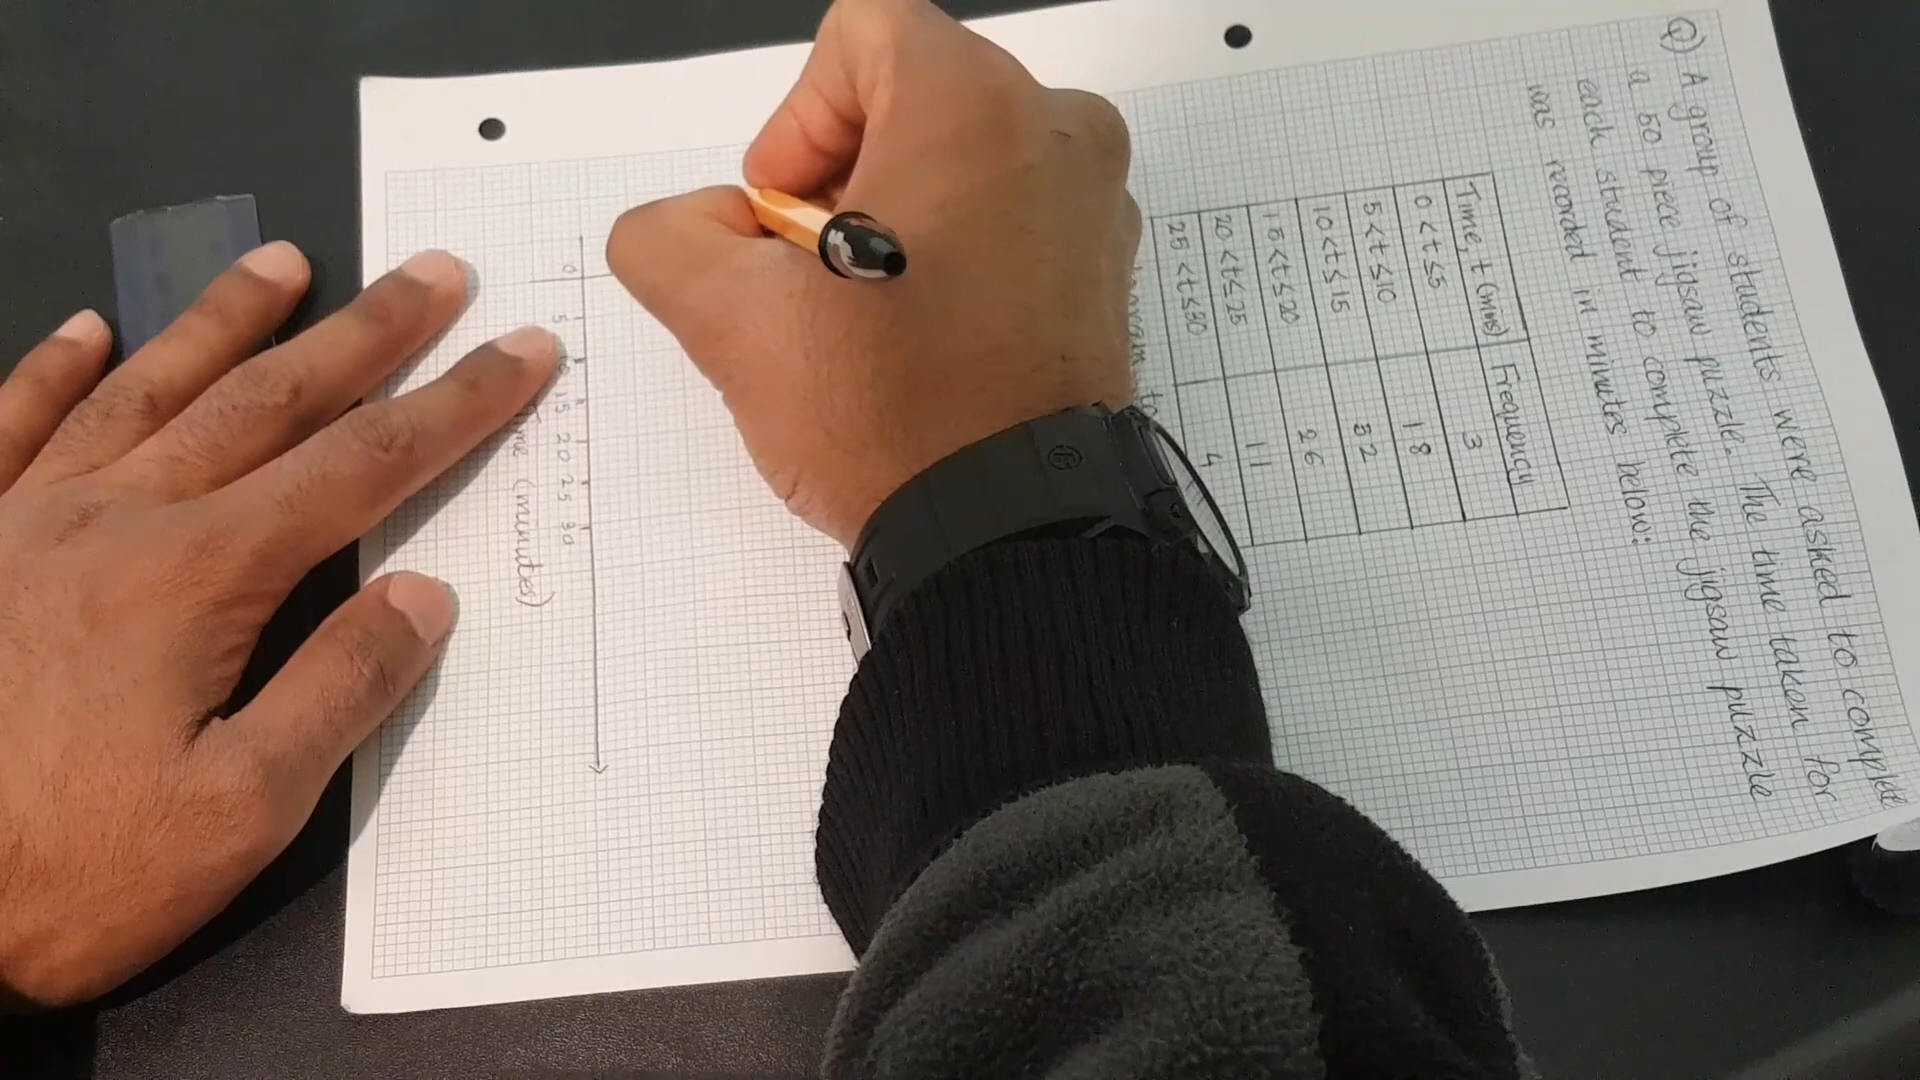 Q) A group of students were asked to complete
a 50 piece jigsaw puzzle. The time taken for
each student to complete the jigsaw puzzle
was recorded in minutes below:
Time, t (mins) Frequency
0 < t ≤ 5 3
5 < t ≤ 10 18
10 < t ≤ 15 32
15 < t ≤ 20 26
20 < t ≤ 25 11
25 < t ≤ 30 4
to
0 5 15 20 25 30
Time (minutes)